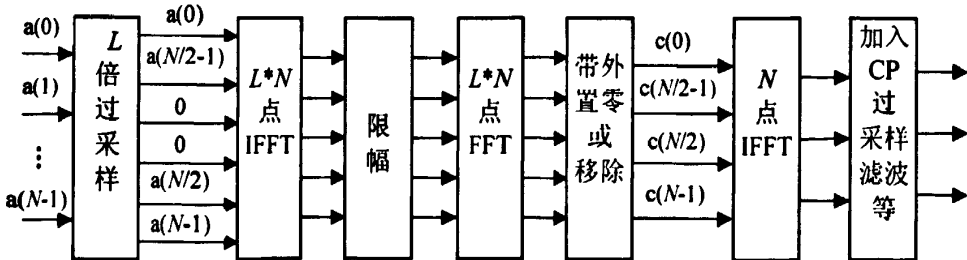 a(0)
a(1)
⋮
a(N-1)
L
倍
过
采
样
a(0)
a(N/2-1)
0
0
a(N/2)
a(N-1)
L*N
点
IFFT
限
幅
L*N
点
FFT
带外
置零
或
移除
c(0)
c(N/2-1)
c(N/2)
c(N-1)
N
点
IFFT
加入
CP
过
采样
滤波
等